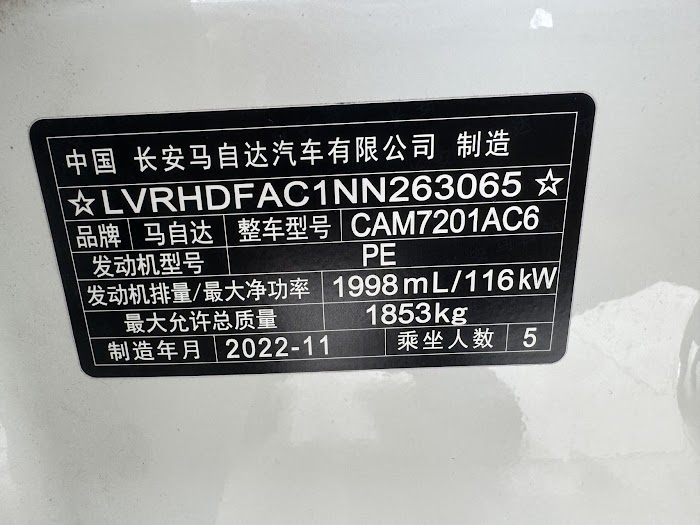 中国 长安马自达汽车有限公司 制造
☆LVRHDFAC1NN263065☆
品牌 马自达 整车型号 CAM7201AC6
发动机型号 PE
发动机排量/最大净功率 1998mL/116kW
最大允许总质量 1853kg
制造年月 2022-11 乘坐人数 5